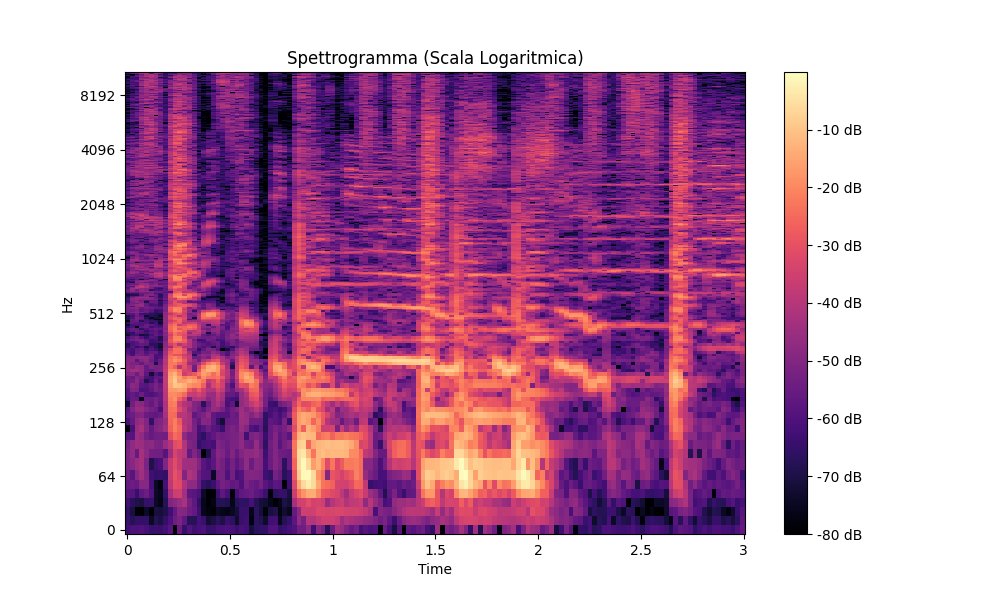 Spettrogramma (Scala Logaritmica)
Hz
8192
4096
2048
1024
512
256
128
64
0
0
0.5
1
1.5
2
2.5
3
Time
-10 dB
-20 dB
-30 dB
-40 dB
-50 dB
-60 dB
-70 dB
-80 dB